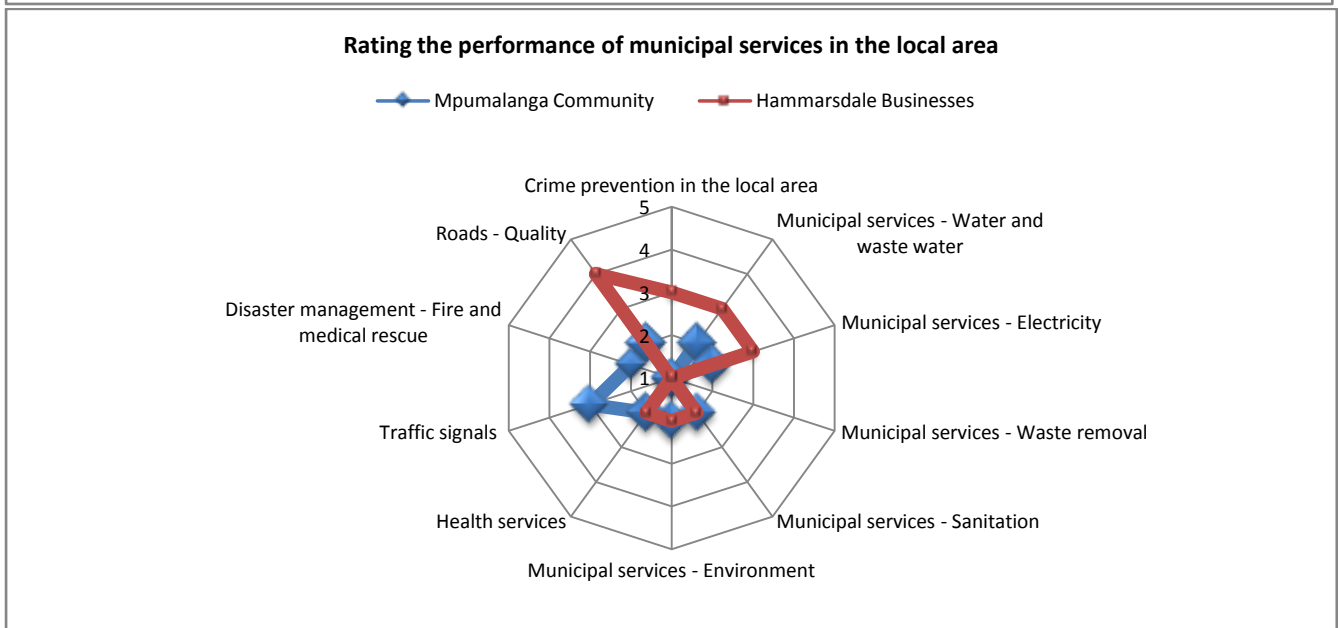 Rating the performance of municipal services in the local area
Mpumalanga Community
Hammarsdale Businesses
Crime prevention in the local area
Municipal services - Water and
waste water
Municipal services - Electricity
Municipal services - Waste removal
Municipal services - Sanitation
Municipal services - Environment
Health services
Traffic signals
Disaster management - Fire and
medical rescue
Roads - Quality
5
4
3
2
1